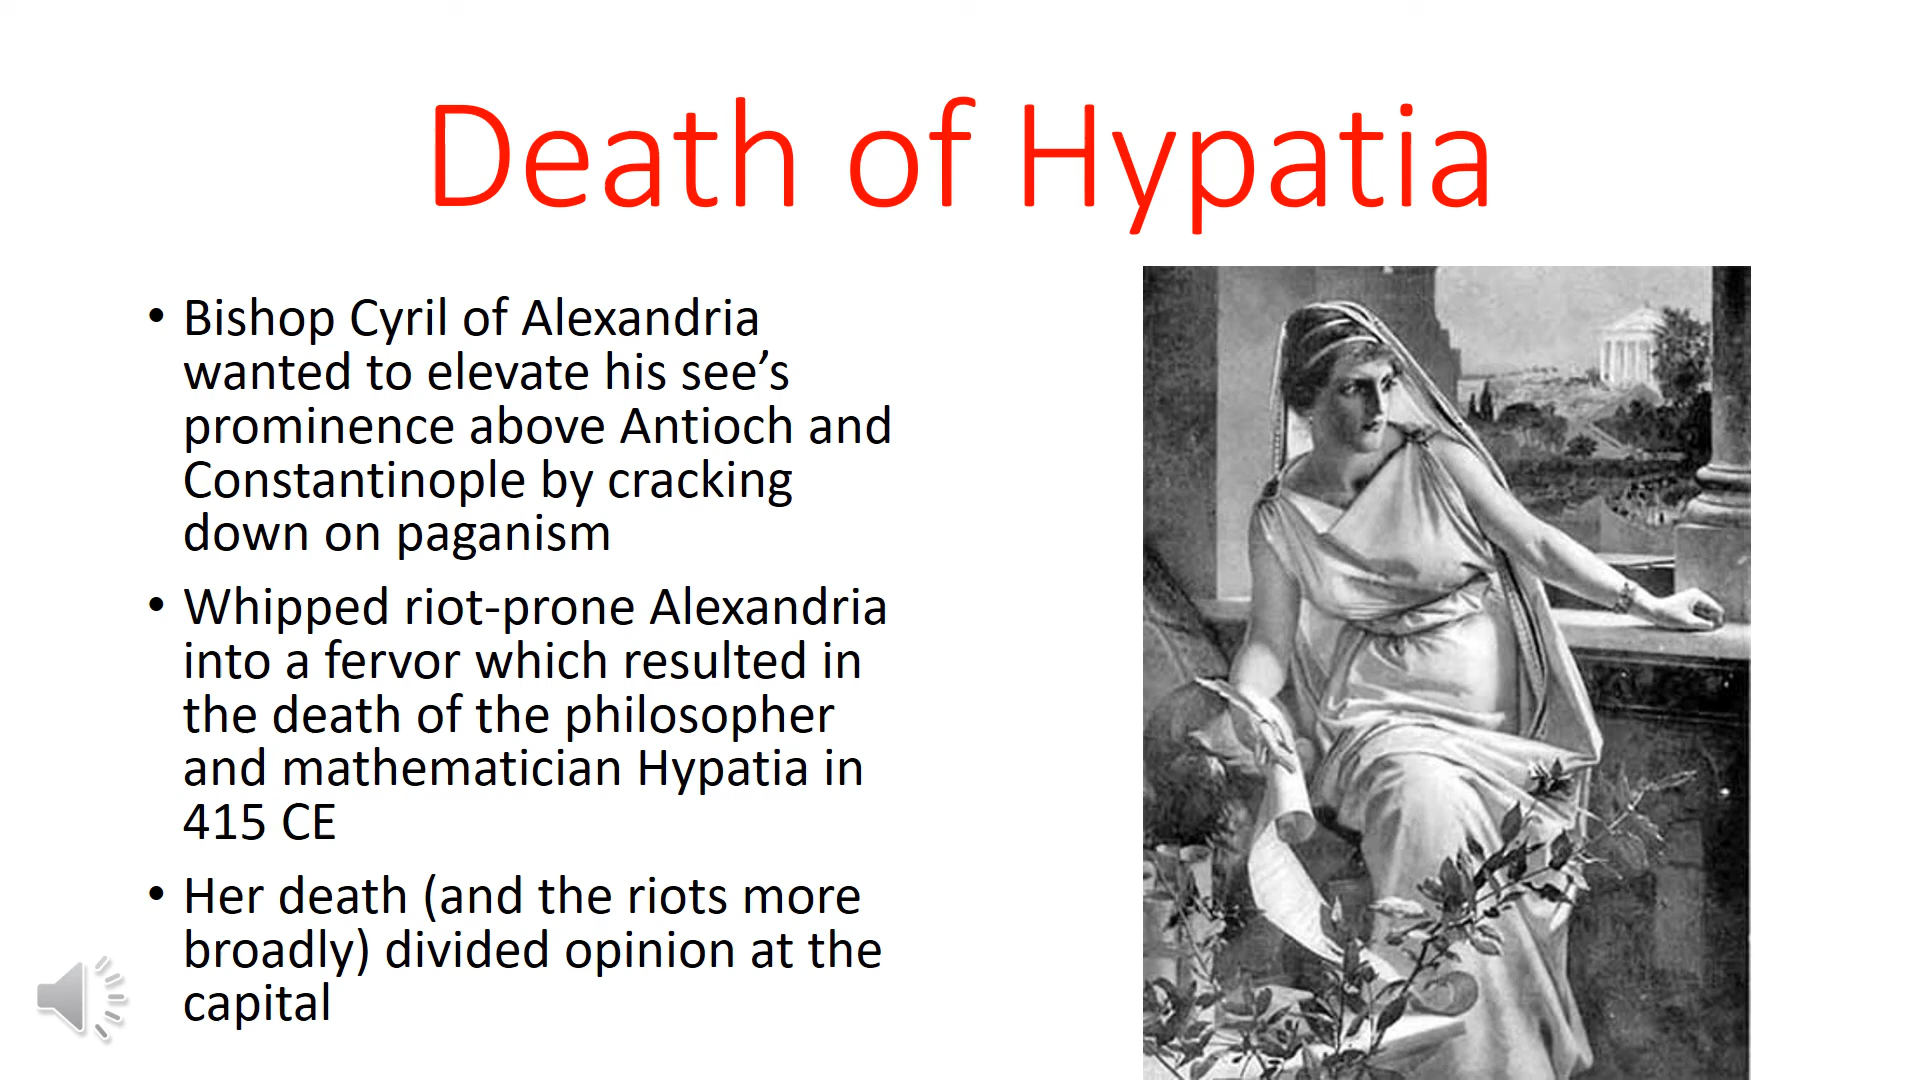 Death of Hypatia
• Bishop Cyril of Alexandria
wanted to elevate his see’s
prominence above Antioch and
Constantinople by cracking
down on paganism
• Whipped riot-prone Alexandria
into a fervor which resulted in
the death of the philosopher
and mathematician Hypatia in
415 CE
• Her death (and the riots more
broadly) divided opinion at the
capital